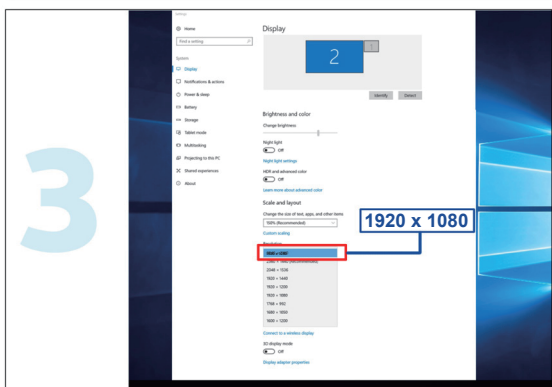 3
Settings
Home
Display
Find a setting
2
1
System
Display
Notifications & actions
Power & sleep
Identify
Detect
Battery
Storage
Brightness and color
Tablet mode
Change brightness
Multitasking
Night light
Projecting to this PC
Off
Night light settings
Shared experiences
HDR and advanced color
About
Off
Learn more about advanced color
Scale and layout
Change the size of text, apps, and other items
1920 x 1080
100% (Recommended)
Custom scaling
2048 × 1536
1920 × 1440
1920 × 1200
1920 × 1080
1768 × 992
1680 × 1050
1600 × 1200
Connect to a wireless display
3D display mode
Off
Display adapter properties